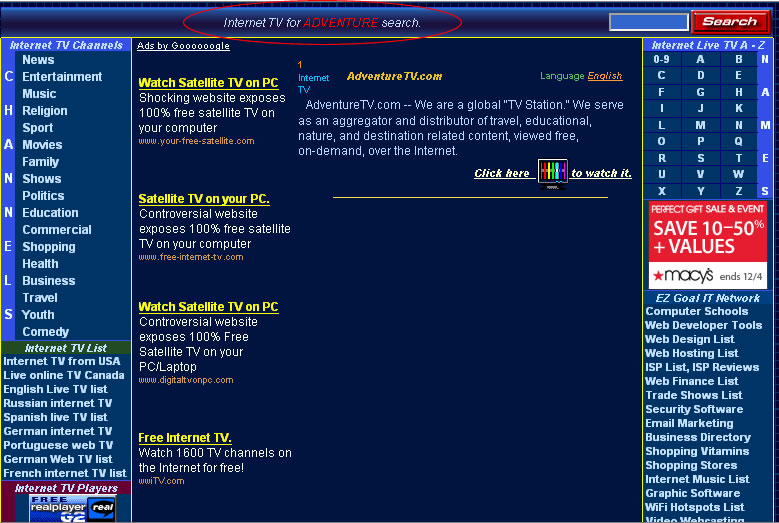 Internet TV for ADVENTURE search.
Search
Internet TV Channels
C
H
A
N
N
E
L
S
News
Entertainment
Music
Religion
Sport
Movies
Family
Shows
Politics
Education
Commercial
Shopping
Health
Business
Travel
Youth
Comedy
Internet TV List
Internet TV from USA
Live online TV Canada
English Live TV list
Russian internet TV
Spanish live TV list
German internet TV
Portuguese web TV
German Web TV list
French internet TV list
Internet TV Players
FREE
realplayer
G2
real
Ads by Goooooogle
Watch Satellite TV on PC
Shocking website exposes
100% free satellite TV on
your computer
www.your-free-satellite.com
Satellite TV on your PC.
Controversial website
exposes 100% free satellite
TV on your computer
www.free-internet-tv.com
Watch Satellite TV on PC
Controversial website
exposes 100% Free
Satellite TV on your
PC/Laptop
www.digitaltvonpc.com
Free Internet TV.
Watch 1600 TV channels on
the Internet for free!
wwiTV.com
1
Internet
TV
AdventureTV.com
Language English
AdventureTV.com -- We are a global "TV Station." We serve
as an aggregator and distributor of travel, educational,
nature, and destination related content, viewed free,
on-demand, over the Internet.
Click here to watch it.
Internet Live TV A - Z
0-9 A B
C D E
F G H
I J K
L M N
O P Q
R S T
U V W
X Y Z
N
A
M
E
S
PERFECT GIFT SALE & EVENT
SAVE 10-50%
+ VALUES
macy's ends 12/4
EZ Goal IT Network
Computer Schools
Web Developer Tools
Web Design List
Web Hosting List
ISP List, ISP Reviews
Web Finance List
Trade Shows List
Security Software
Email Marketing
Business Directory
Shopping Vitamins
Shopping Stores
Internet Music List
Graphic Software
WiFi Hotspots List
Video Webcasting